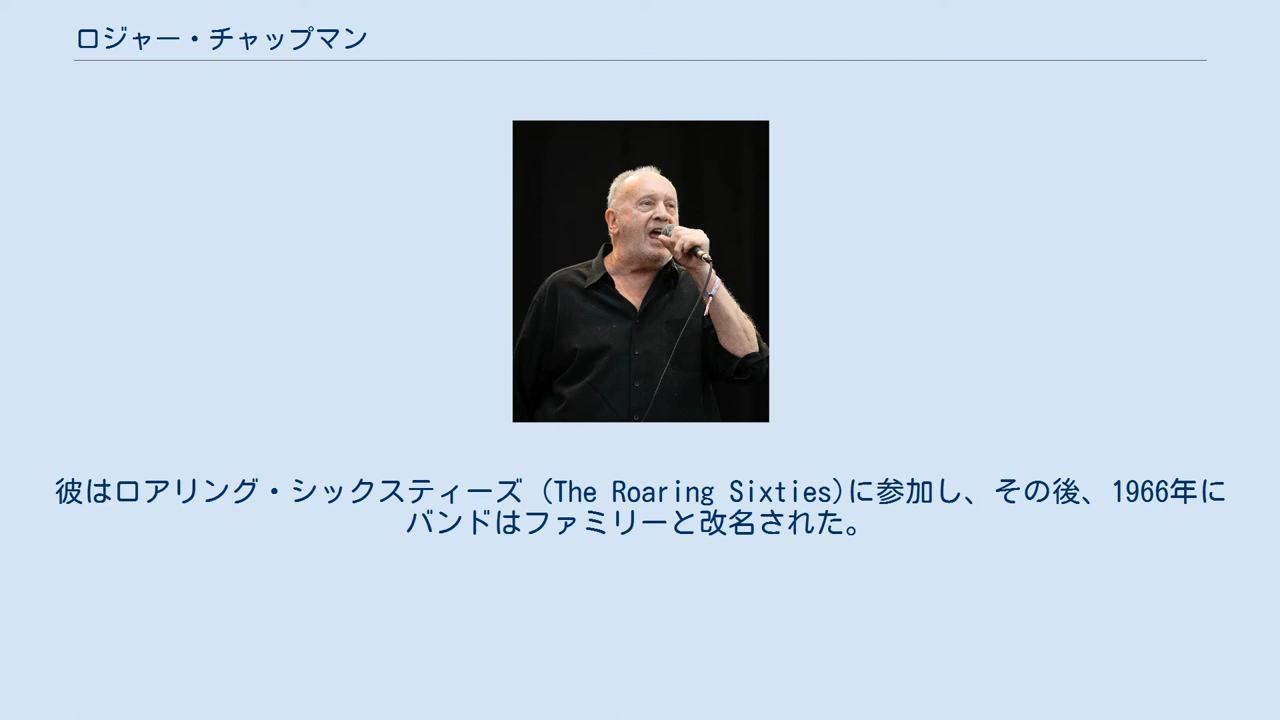 ロジャー・チャップマン
彼はロアリング・シックスティーズ (The Roaring Sixties)に参加し、その後、1966年に
バンドはファミリーと改名された。